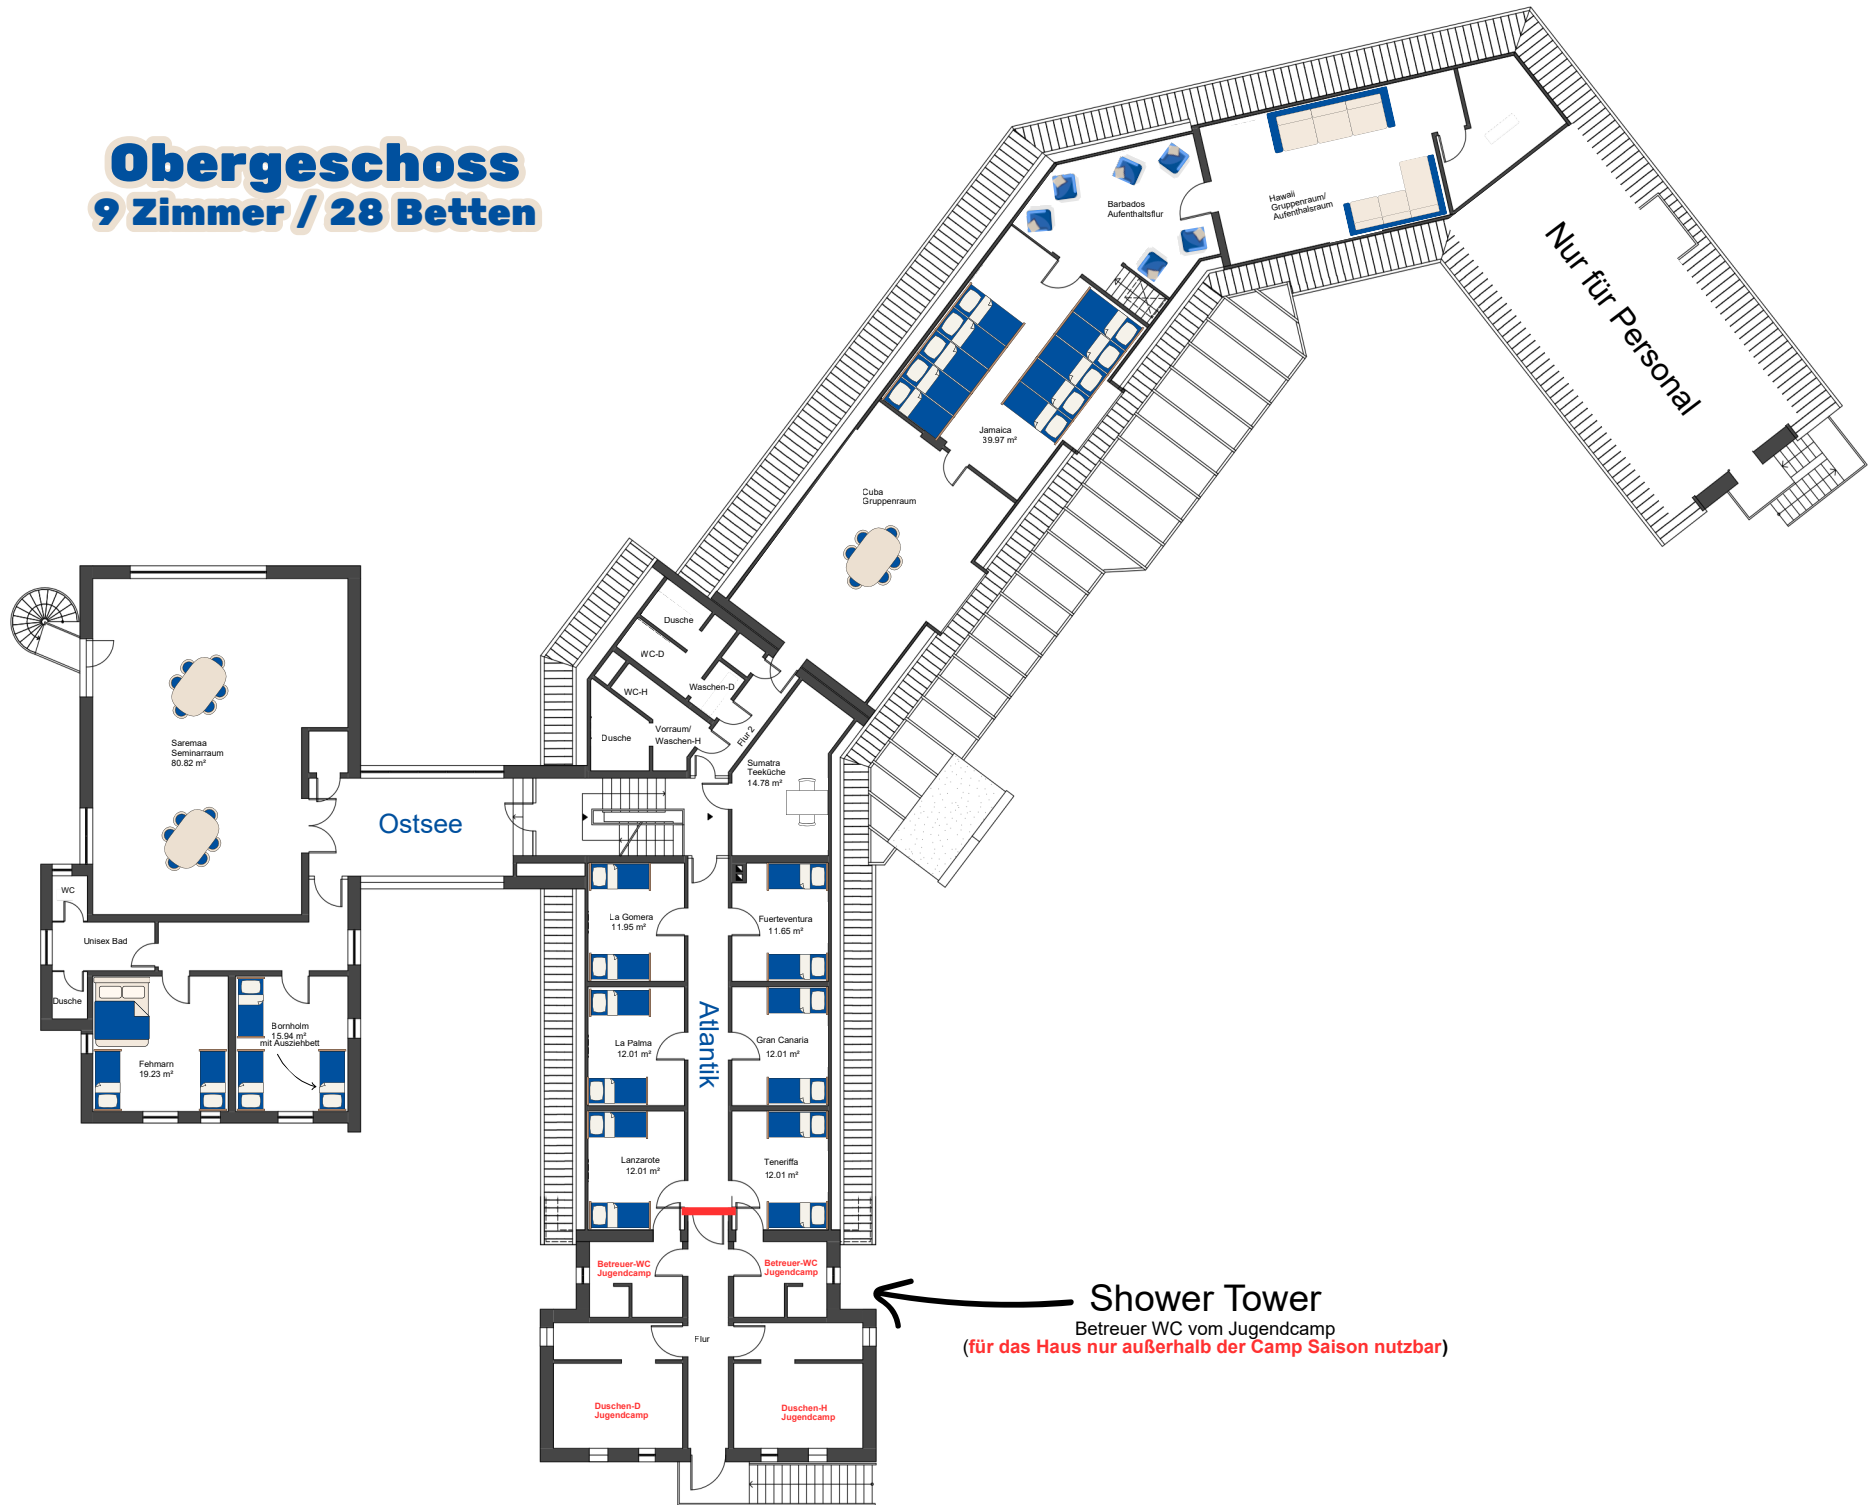 Obergeschoss
9 Zimmer / 28 Betten
Barbados
Aufenthaltsflur
Hawaii
Gruppenraum/
Aufenthalsraum
Nur für Personal
Jamaica
39.97 m²
Cuba
Gruppenraum
Dusche
WC-D
Waschen-D
WC-H
Vorraum/
Waschen-H
Dusche
Flur 2
Sumatra
Teeküche
14.78 m²
Saremaa
Seminarraum
80.82 m²
Ostsee
WC
Unisex Bad
Dusche
Fehmarn
19.23 m²
Bornholm
15.94 m²
mit Ausziehbett
La Gomera
11.95 m²
Fuerteventura
11.65 m²
Atlantik
La Palma
12.01 m²
Gran Canaria
12.01 m²
Lanzarote
12.01 m²
Teneriffa
12.01 m²
Betreuer-WC
Jugendcamp
Betreuer-WC
Jugendcamp
Shower Tower
Betreuer WC vom Jugendcamp
(für das Haus nur außerhalb der Camp Saison nutzbar)
Flur
Duschen-D
Jugendcamp
Duschen-H
Jugendcamp